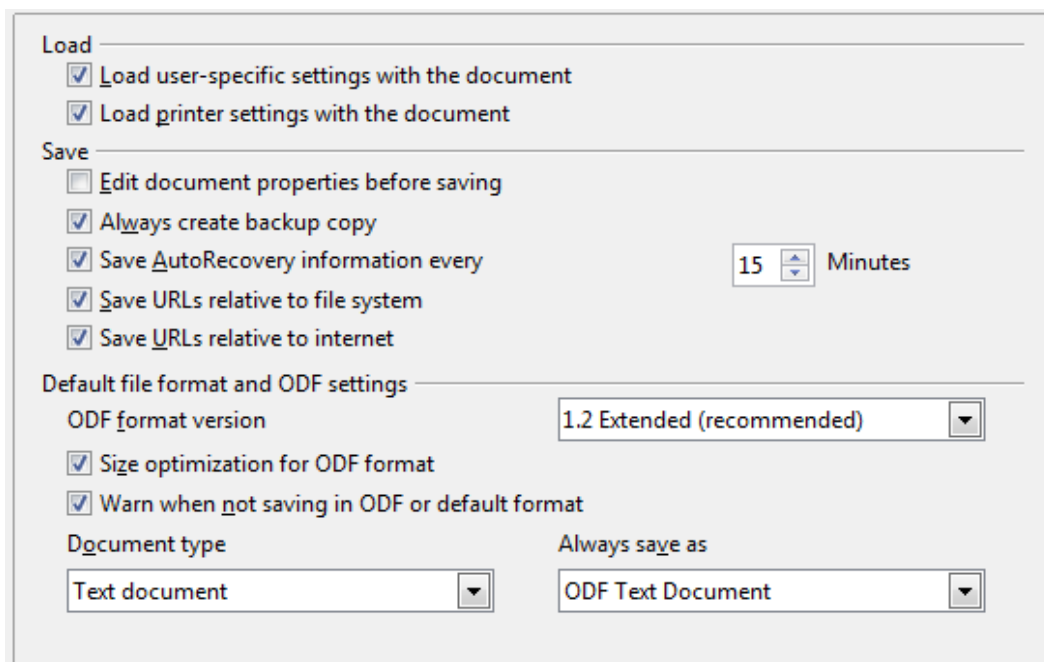 Load
Load user-specific settings with the document
Load printer settings with the document
Save
Edit document properties before saving
Always create backup copy
Save AutoRecovery information every 15 Minutes
Save URLs relative to file system
Save URLs relative to internet
Default file format and ODF settings
ODF format version 1.2 Extended (recommended)
Size optimization for ODF format
Warn when not saving in ODF or default format
Document type Always save as
Text document ODF Text Document